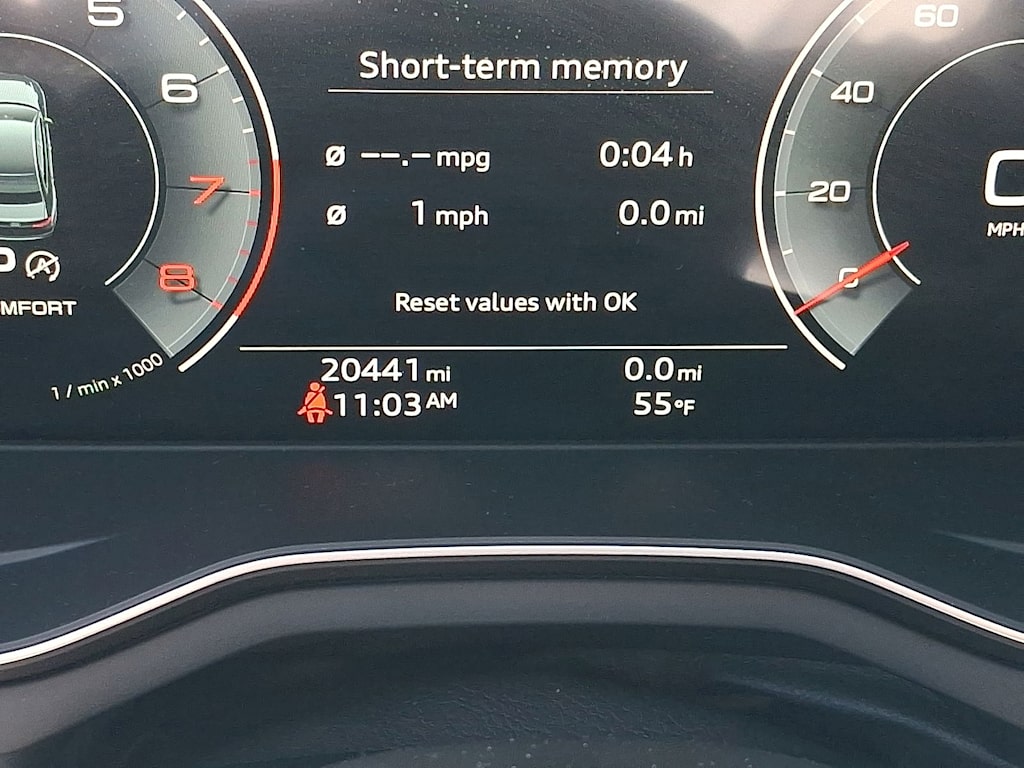 5
6
7
8
MFORT
1 / min x 1000
Short-term memory
Ø --.- mpg 0:04 h
Ø 1 mph 0.0 mi
Reset values with OK
20441 mi 0.0 mi
11:03 AM 55°F
60
40
20
0
0
MPH